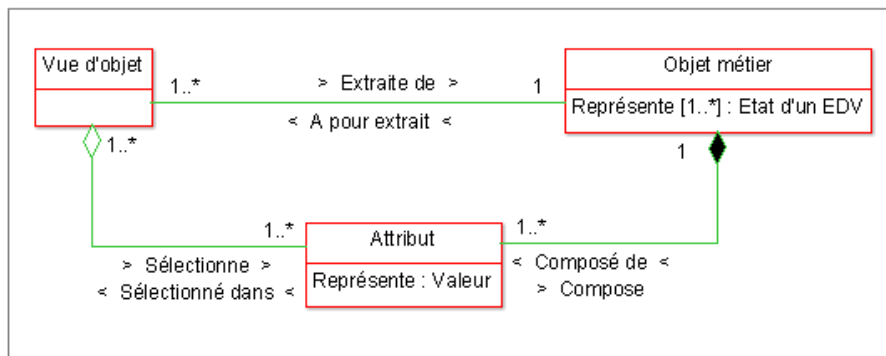 Vue d'objet
1..*
> Extraite de >
1
Objet métier
Représente [1..*] : Etat d'un EDV
< A pour extrait <
1..*
1
1..*
Attribut
1..*
> Sélectionne >
< Composé de <
Représente : Valeur
< Sélectionné dans <
> Compose